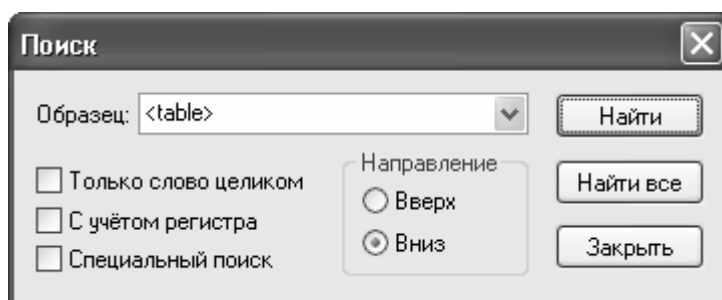 Поиск
Образец: <table>
Найти
Только слово целиком
С учётом регистра
Специальный поиск
Направление
Вверх
Вниз
Найти все
Закрыть